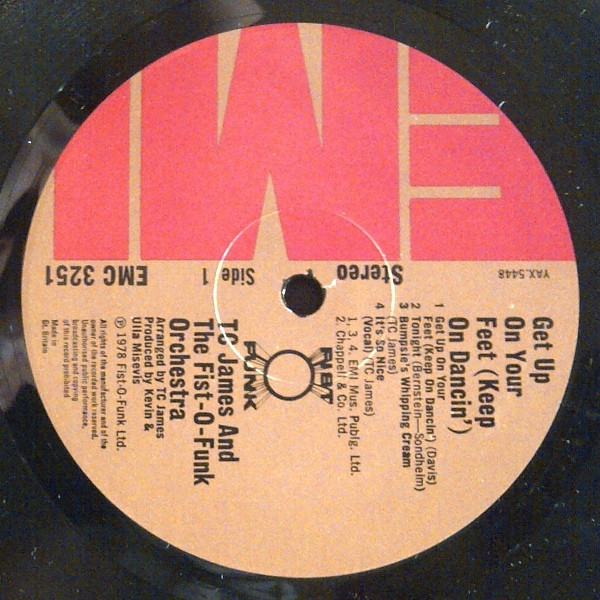 EMI
EMC 3251
Side 1
Stereo
YAX.5448
Get Up
On Your
Feet (Keep
On Dancin')
1 Get Up On Your
Feet (Keep On Dancin') (Davis)
2 Tonight (Bernstein—Sondheim)
3 Bumpsie's Whipping Cream
(TC James)
4 It's So Nice
(Vocal) (TC James)
1, 3, 4, EMI Mus. Publg. Ltd.
2. Chappell & Co. Ltd.
FIST
FUNK
TC James And
The Fist-O-Funk
Orchestra
Arranged by TC James
Produced by Kevin &
Ulla Misevis
℗ 1978 Fist-O-Funk Ltd.
All rights of the manufacturer and of the
owner of the recorded work reserved.
Unauthorised public performance,
broadcasting and copying
of this record prohibited
Made in
Gt. Britain